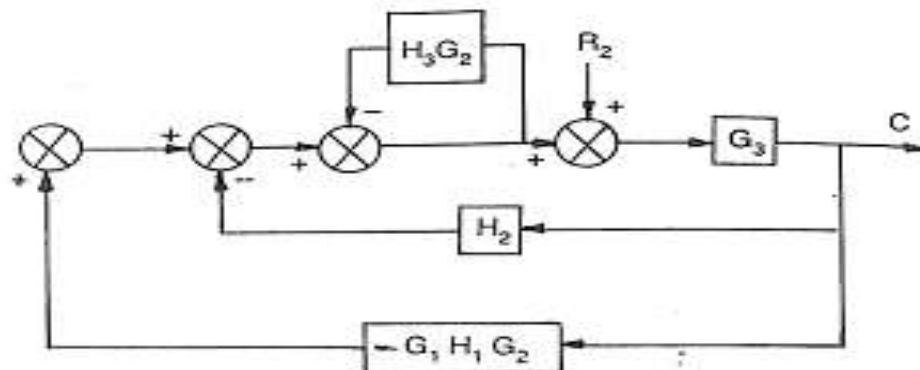 H₃G₂
R₂
− +
+ + + + G₃ C
+ --
H₂
− G₁ H₁ G₂